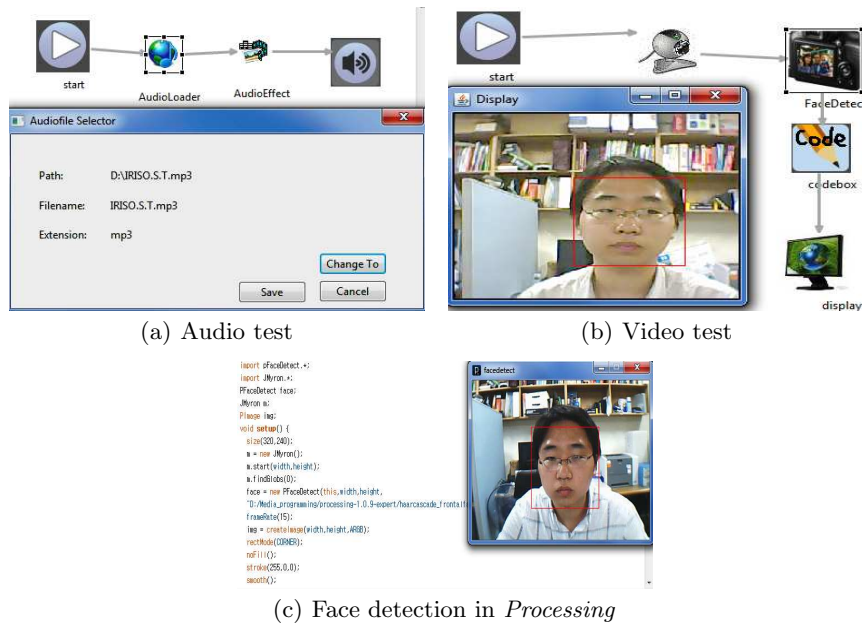 start
AudioLoader
AudioEffect
Audiofile Selector
Path: D:\IRISO.S.T.mp3
Filename: IRISO.S.T.mp3
Extension: mp3
Change To
Save Cancel
(a) Audio test
start
FaceDetec
Display
Code
codebox
display
(b) Video test
import pFaceDetect.*;
import JMyron.*;
PFaceDetect face;
JMyron m;
PImage img;
void setup() {
size(320,240);
m = new JMyron();
m.start(width,height);
m.findBlobs(0);
face = new PFaceDetect(this,width,height,
"D:/Media_programming/processing-1.0.9-expert/haarcascade_frontalf
frameRate(15);
img = createImage(width,height,ARGB);
rectMode(CORNER);
noFill();
stroke(255,0,0);
smooth();
facedetect
(c) Face detection in Processing